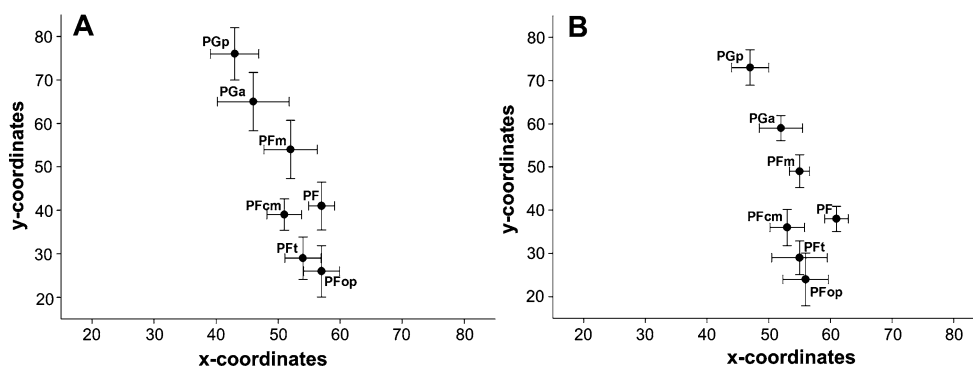 A
80
70
60
50
40
30
20
y-coordinates
PGp
PGa
PFm
PF
PFcm
PFt
PFop
20 30 40 50 60 70 80
x-coordinates
B
80
70
60
50
40
30
20
y-coordinates
PGp
PGa
PFm
PF
PFcm
PFt
PFop
20 30 40 50 60 70 80
x-coordinates